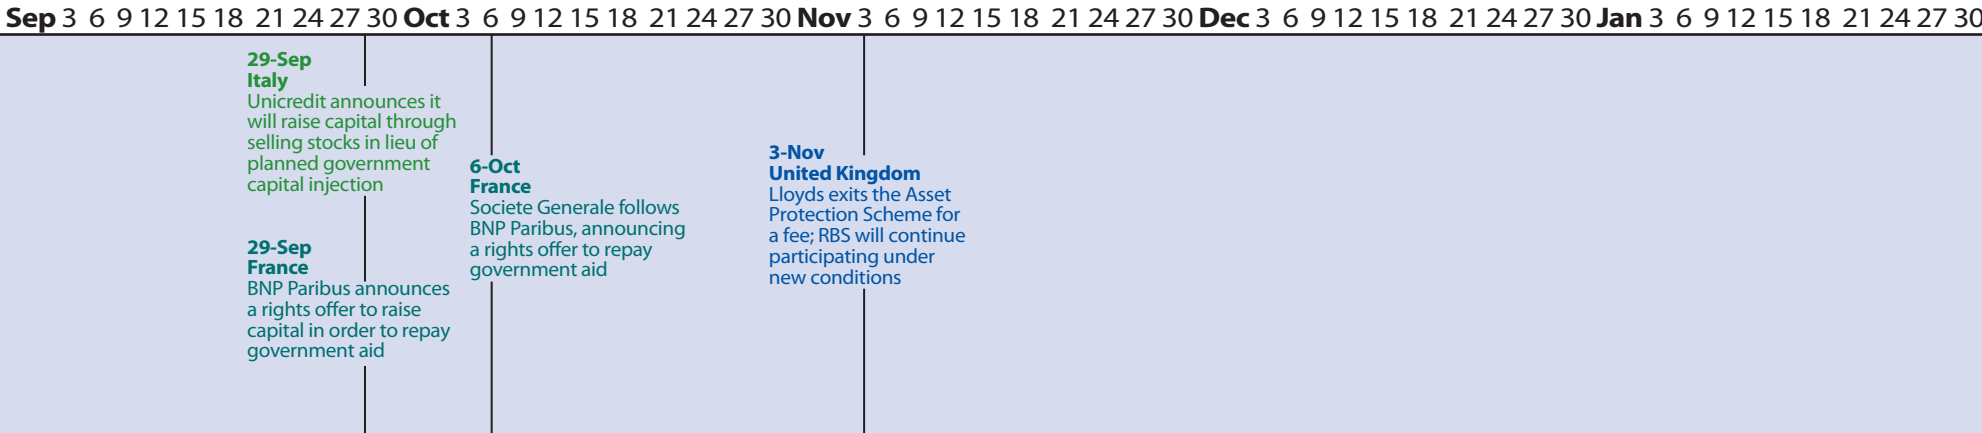 Sep 3 6 9 12 15 18 21 24 27 30 Oct 3 6 9 12 15 18 21 24 27 30 Nov 3 6 9 12 15 18 21 24 27 30 Dec 3 6 9 12 15 18 21 24 27 30 Jan 3 6 9 12 15 18 21 24 27 30
29-Sep
Italy
Unicredit announces it
will raise capital through
selling stocks in lieu of
planned government
capital injection
29-Sep
France
BNP Paribus announces
a rights offer to raise
capital in order to repay
government aid
6-Oct
France
Societe Generale follows
BNP Paribus, announcing
a rights offer to repay
government aid
3-Nov
United Kingdom
Lloyds exits the Asset
Protection Scheme for
a fee; RBS will continue
participating under
new conditions